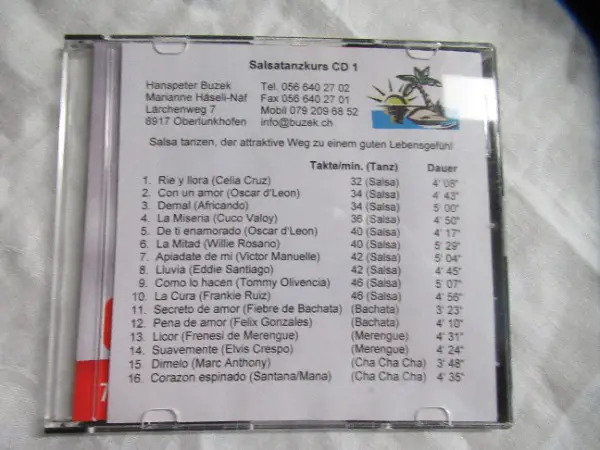 Salsatanzkurs CD 1
Hanspeter Buzek Tel. 056 640 27 02
Marianne Häseli-Naf Fax 056 640 27 01
Lärchenweg 7 Mobil 079 209 68 52
8917 Oberlunkhofen info@buzek.ch
Salsa tanzen, der attraktive Weg zu einem guten Lebensgefühl
Takte/min. (Tanz) Dauer
1. Rie y llora (Celia Cruz) 32 (Salsa) 4' 08"
2. Con un amor (Oscar d'Leon) 34 (Salsa) 4' 43"
3. Demal (Africando) 34 (Salsa) 5' 00"
4. La Miseria (Cuco Valoy) 36 (Salsa) 4' 50"
5. De ti enamorado (Oscar d'Leon) 40 (Salsa) 4' 17"
6. La Mitad (Willie Rosario) 40 (Salsa) 5' 29"
7. Apiadate de mi (Victor Manuelle) 42 (Salsa) 5' 04"
8. Lluvia (Eddie Santiago) 42 (Salsa) 4' 45"
9. Como lo hacen (Tommy Olivencia) 46 (Salsa) 5' 07"
10. La Cura (Frankie Ruiz) 46 (Salsa) 4' 56"
11. Secreto de amor (Fiebre de Bachata) (Bachata) 3' 23"
12. Pena de amor (Felix Gonzales) (Bachata) 4' 10"
13. Licor (Frenesi de Merengue) (Merengue) 4' 31"
14. Suavemente (Elvis Crespo) (Merengue) 4' 24"
15. Dimelo (Marc Anthony) (Cha Cha Cha) 3' 48"
16. Corazon espinado (Santana/Mana) (Cha Cha Cha) 4' 35"